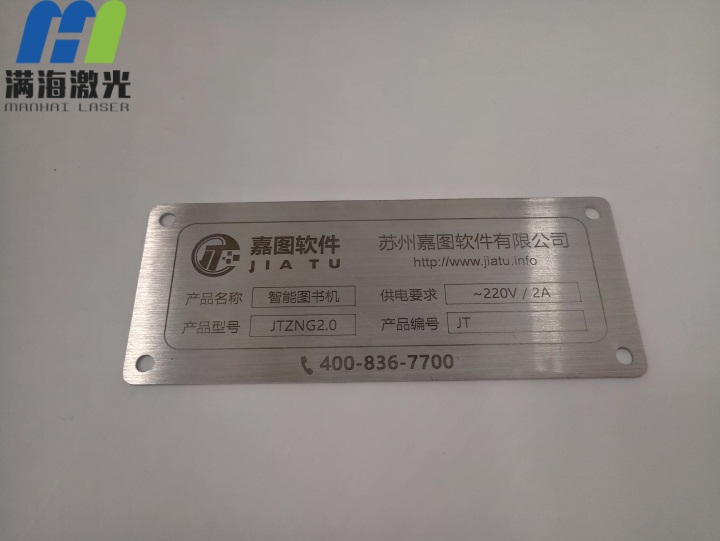 满海激光
MANHAI LASER
嘉图软件
JIA TU
苏州嘉图软件有限公司
http://www.jiatu.info
产品名称 智能图书机 供电要求 ~220V / 2A
产品型号 JTZNG2.0 产品编号 JT
400-836-7700